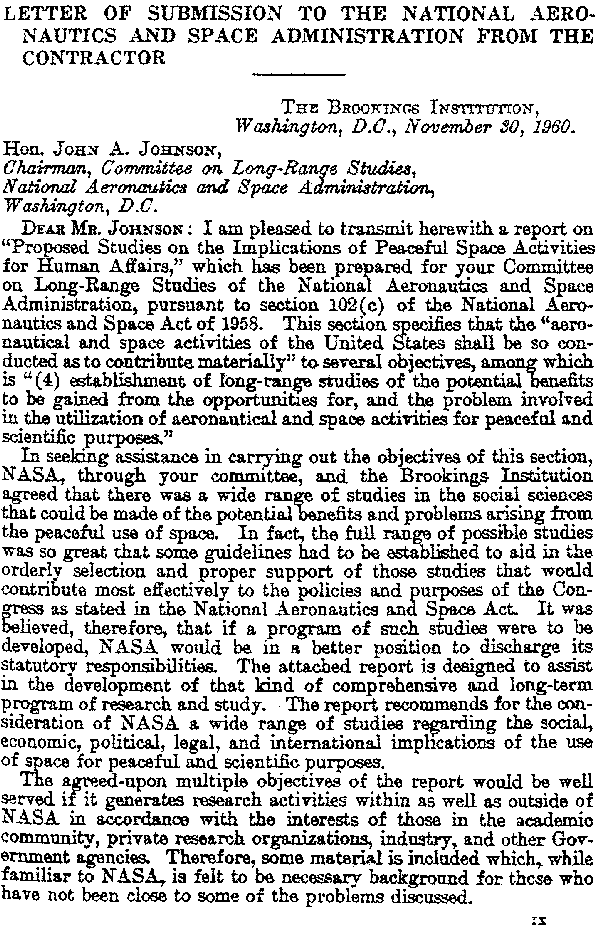 LETTER OF SUBMISSION TO THE NATIONAL AERO-
NAUTICS AND SPACE ADMINISTRATION FROM THE
CONTRACTOR
THE BROOKINGS INSTITUTION,
Washington, D.C., November 30, 1960.
Hon. JOHN A. JOHNSON,
Chairman, Committee on Long-Range Studies,
National Aeronautics and Space Administration,
Washington, D.C.
DEAR MR. JOHNSON: I am pleased to transmit herewith a report on
"Proposed Studies on the Implications of Peaceful Space Activities
for Human Affairs," which has been prepared for your Committee
on Long-Range Studies of the National Aeronautics and Space
Administration, pursuant to section 102(c) of the National Aero-
nautics and Space Act of 1958. This section specifies that the "aero-
nautical and space activities of the United States shall be so con-
ducted as to contribute materially" to several objectives, among which
is "(4) establishment of long-range studies of the potential benefits
to be gained from the opportunities for, and the problem involved
in the utilization of aeronautical and space activities for peaceful and
scientific purposes."
In seeking assistance in carrying out the objectives of this section,
NASA, through your committee, and the Brookings Institution
agreed that there was a wide range of studies in the social sciences
that could be made of the potential benefits and problems arising from
the peaceful use of space. In fact, the full range of possible studies
was so great that some guidelines had to be established to aid in the
orderly selection and proper support of those studies that would
contribute most effectively to the policies and purposes of the Con-
gress as stated in the National Aeronautics and Space Act. It was
believed, therefore, that if a program of such studies were to be
developed, NASA would be in a better position to discharge its
statutory responsibilities. The attached report is designed to assist
in the development of that kind of comprehensive and long-term
program of research and study. The report recommends for the con-
sideration of NASA a wide range of studies regarding the social,
economic, political, legal, and international implications of the use
of space for peaceful and scientific purposes.
The agreed-upon multiple objectives of the report would be well
served if it generates research activities within as well as outside of
NASA in accordance with the interests of those in the academic
community, private research organizations, industry, and other Gov-
ernment agencies. Therefore, some material is included which, while
familiar to NASA, is felt to be necessary background for those who
have not been close to some of the problems discussed.
IX